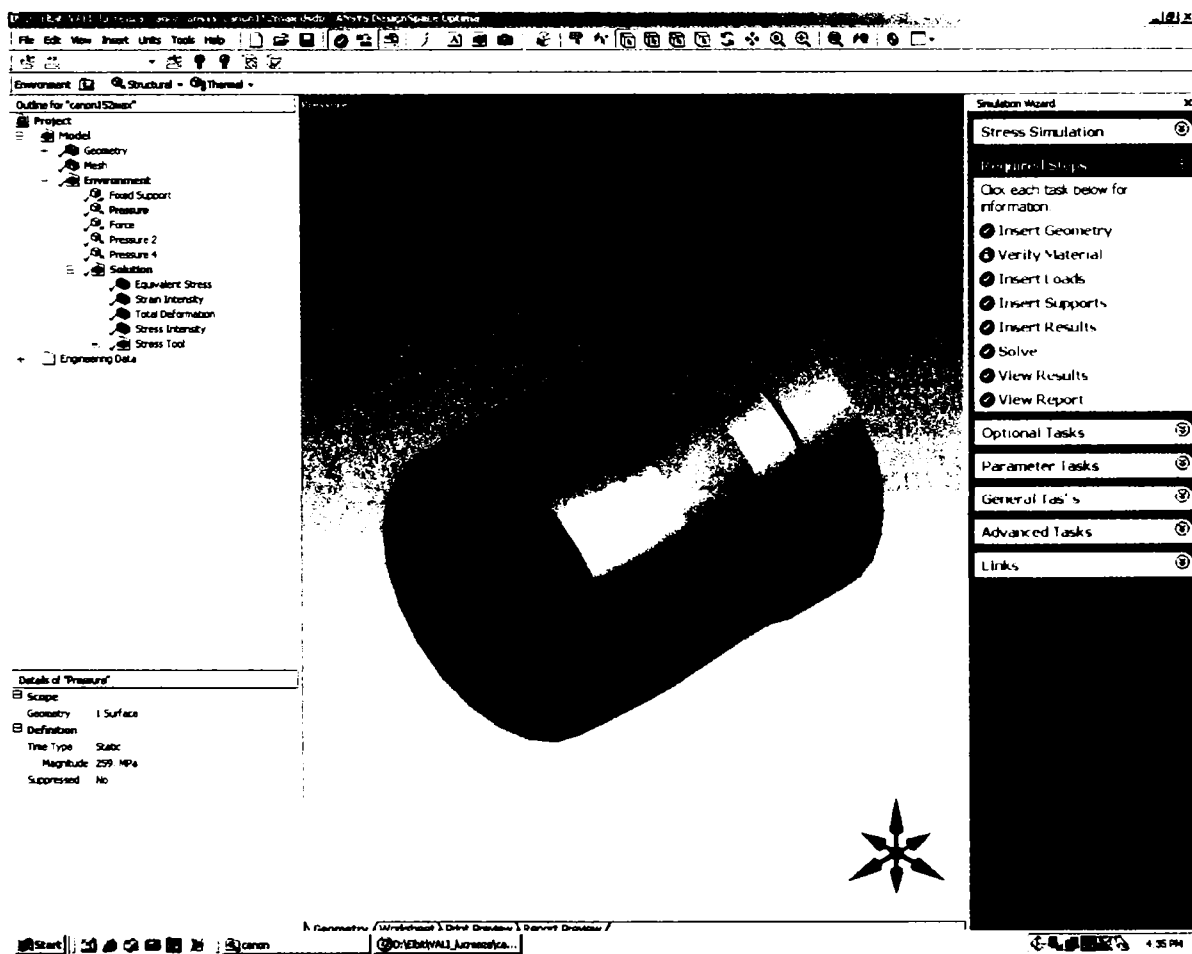 Ansys DesignSpace Optima
File Edit View Insert Units Tools Help
Environment Structural Thermal
Outline for "canon152max"
Project
Model
Geometry
Mesh
Environment
Fixed Support
Pressure
Force
Pressure 2
Pressure 4
Solution
Equivalent Stress
Strain Intensity
Total Deformation
Stress Intensity
Stress Tool
Engineering Data
Details of "Pressure"
Scope
Geometry 1 Surface
Definition
Time Type Static
Magnitude 259. MPa
Suppressed No
Pressure
Geometry Worksheet Print Preview Report Preview
Simulation Wizard
Stress Simulation
Required Steps
Click each task below for
information.
Insert Geometry
Verify Material
Insert Loads
Insert Supports
Insert Results
Solve
View Results
View Report
Optional Tasks
Parameter Tasks
General Tasks
Advanced Tasks
Links
Start canon 4:35 PM